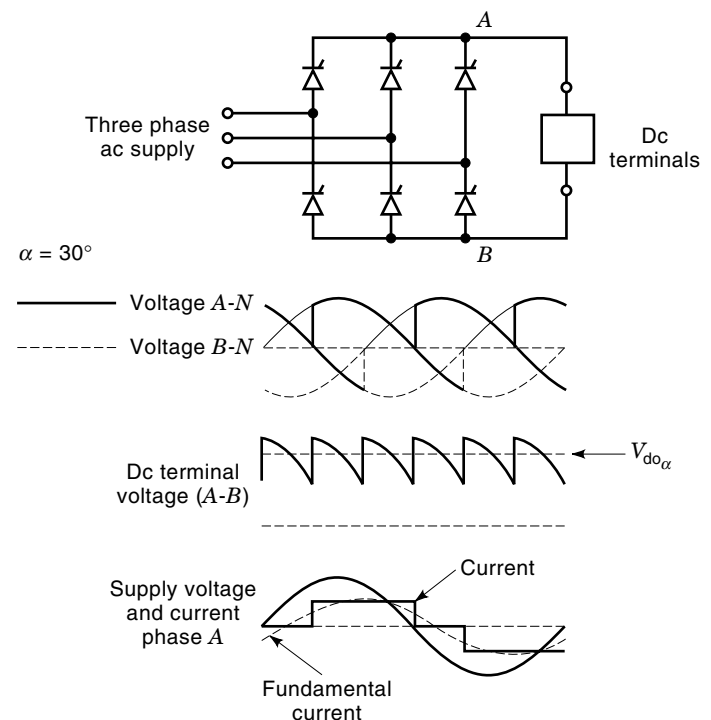 A
Three phase
ac supply
Dc
terminals
B
α = 30°
Voltage A-N
Voltage B-N
Dc terminal
voltage (A-B)
Vdoα
Supply voltage
and current
phase A
Current
Fundamental
current